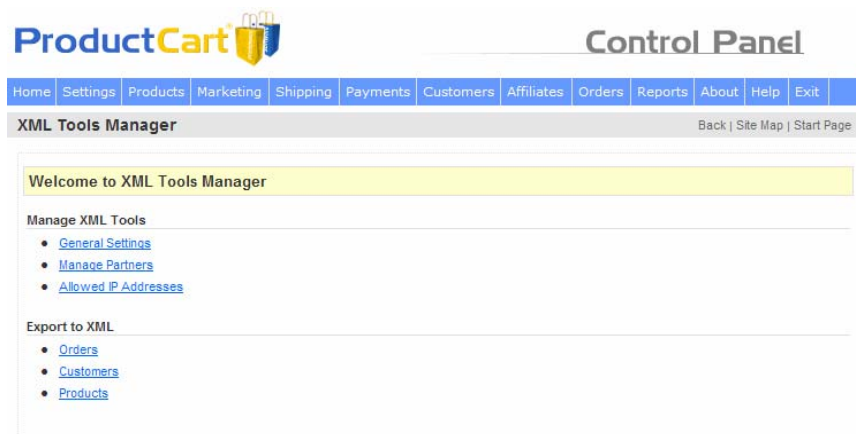 ProductCart
Control Panel
Home Settings Products Marketing Shipping Payments Customers Affiliates Orders Reports About Help Exit
XML Tools Manager
Back | Site Map | Start Page
Welcome to XML Tools Manager
Manage XML Tools
General Settings
Manage Partners
Allowed IP Addresses
Export to XML
Orders
Customers
Products